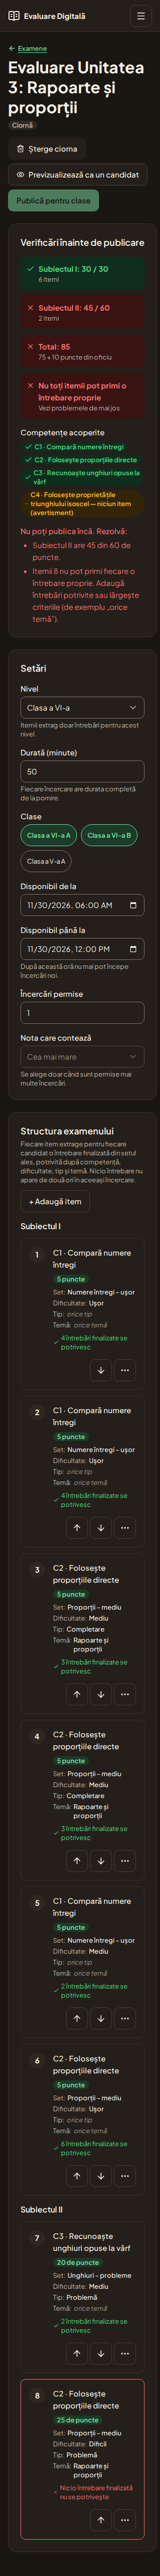 Evaluare Digitală
Examene
Evaluare Unitatea
3: Rapoarte și
proporții
Ciornă
Șterge ciorna
Previzualizează ca un candidat
Publică pentru clase
Verificări înainte de publicare
Subiectul I: 30 / 30
6 itemi
Subiectul II: 45 / 60
2 itemi
Total: 85
75 + 10 puncte din oficiu
Nu toți itemii pot primi o
întrebare proprie
Vezi problemele de mai jos
Competențe acoperite
C1 · Compară numere întregi
C2 · Folosește proporțiile directe
C3 · Recunoaște unghiuri opuse la
vârf
C4 · Folosește proprietățile
triunghiului isoscel — niciun item
(avertisment)
Nu poți publica încă. Rezolvă:
• Subiectul II are 45 din 60 de
puncte.
• Itemii 8 nu pot primi fiecare o
întrebare proprie. Adaugă
întrebări potrivite sau lărgește
criteriile (de exemplu „orice
temă”).
Setări
Nivel
Clasa a VI-a
Itemii extrag doar întrebări pentru acest
nivel.
Durată (minute)
50
Fiecare încercare are durata completă
de la pornire.
Clase
Clasa a VI-a A
Clasa a VI-a B
Clasa a V-a A
Disponibil de la
11/30/2026, 06:00 AM
Disponibil până la
11/30/2026, 12:00 PM
După această oră nu mai pot începe
încercări noi.
Încercări permise
1
Nota care contează
Cea mai mare
Se alege doar când sunt permise mai
multe încercări.
Structura examenului
Fiecare item extrage pentru fiecare
candidat o întrebare finalizată din setul
ales, potrivită după competență,
dificultate, tip și temă. Nicio întrebare nu
apare de două ori în aceeași încercare.
+ Adaugă item
Subiectul I
1
C1 · Compară numere
întregi
5 puncte
Set: Numere întregi – ușor
Dificultate: Ușor
Tip: orice tip
Temă: orice temă
4 întrebări finalizate se
potrivesc
2
C1 · Compară numere
întregi
5 puncte
Set: Numere întregi – ușor
Dificultate: Ușor
Tip: orice tip
Temă: orice temă
4 întrebări finalizate se
potrivesc
3
C2 · Folosește
proporțiile directe
5 puncte
Set: Proporții – mediu
Dificultate: Mediu
Tip: Completare
Temă: Rapoarte și
proporții
3 întrebări finalizate se
potrivesc
4
C2 · Folosește
proporțiile directe
5 puncte
Set: Proporții – mediu
Dificultate: Mediu
Tip: Completare
Temă: Rapoarte și
proporții
3 întrebări finalizate se
potrivesc
5
C1 · Compară numere
întregi
5 puncte
Set: Numere întregi – ușor
Dificultate: Mediu
Tip: orice tip
Temă: orice temă
2 întrebări finalizate se
potrivesc
6
C2 · Folosește
proporțiile directe
5 puncte
Set: Proporții – mediu
Dificultate: Ușor
Tip: orice tip
Temă: orice temă
6 întrebări finalizate se
potrivesc
Subiectul II
7
C3 · Recunoaște
unghiuri opuse la vârf
20 de puncte
Set: Unghiuri – probleme
Dificultate: Mediu
Tip: Problemă
Temă: orice temă
2 întrebări finalizate se
potrivesc
8
C2 · Folosește
proporțiile directe
25 de puncte
Set: Proporții – mediu
Dificultate: Dificil
Tip: Problemă
Temă: Rapoarte și
proporții
Nicio întrebare finalizată
nu se potrivește